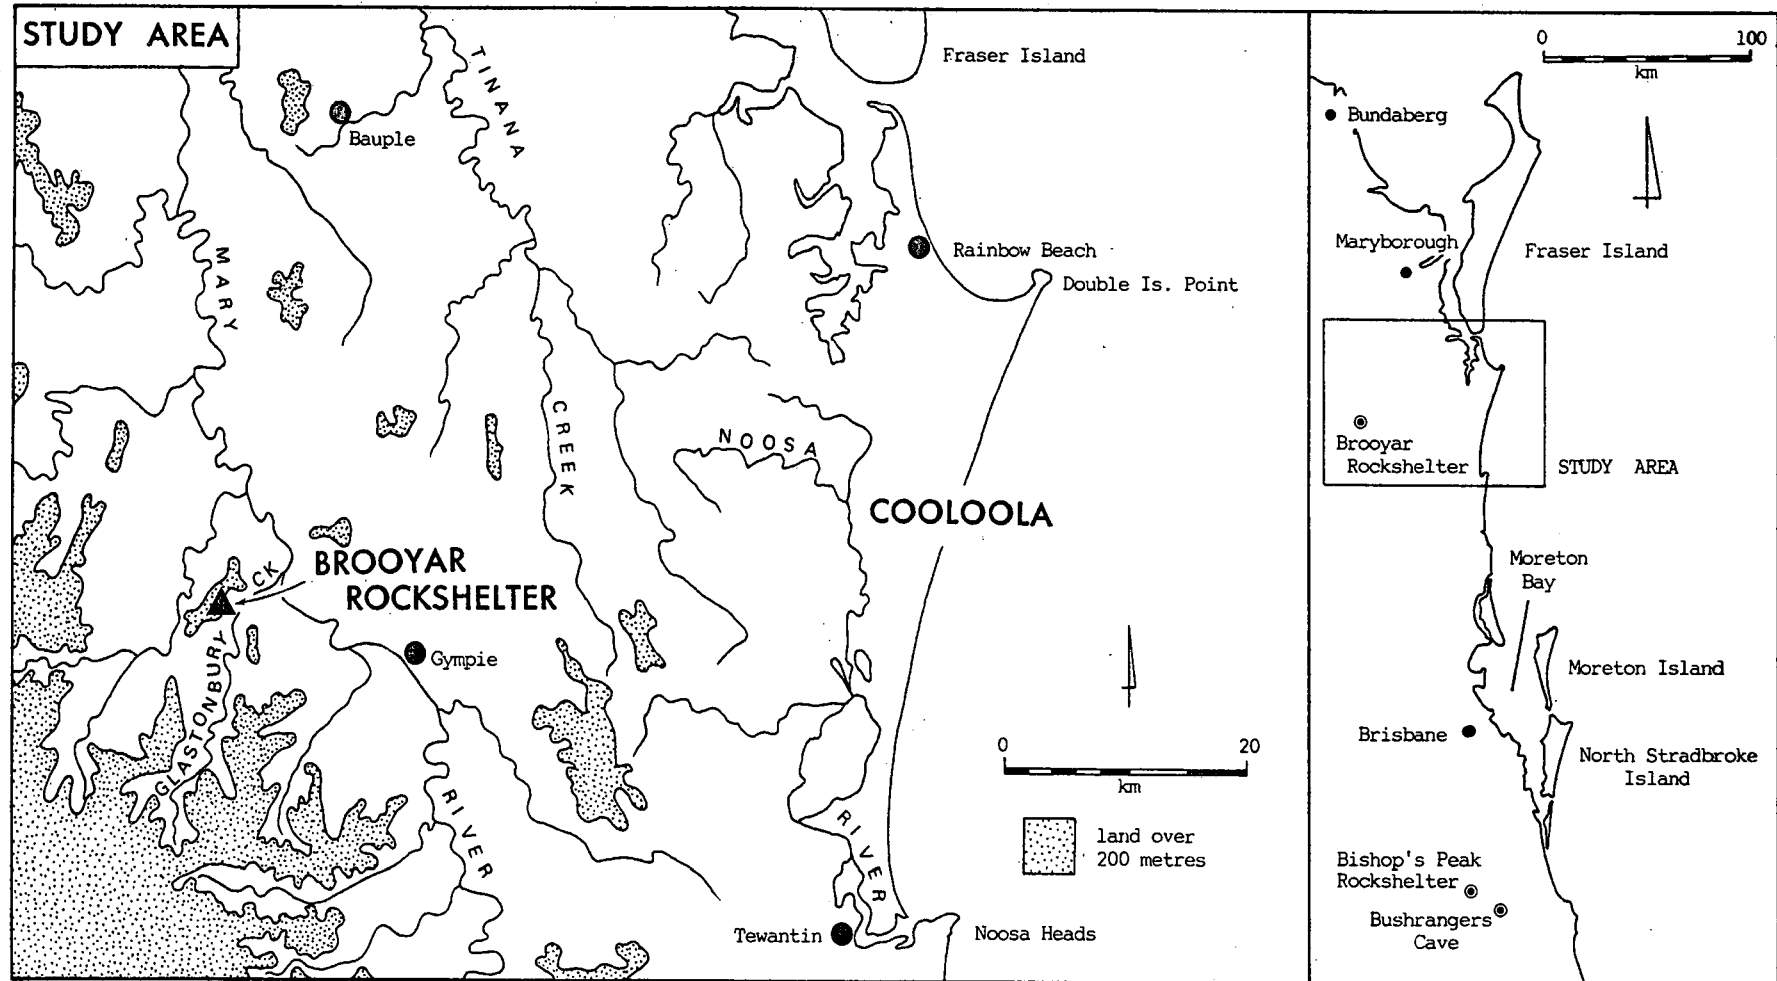 STUDY AREA
Fraser Island
TINANA
Bauple
MARY
Rainbow Beach
Double Is. Point
CREEK
NOOSA
COOLOOLA
BROOYAR
ROCKSHELTER
CK
GLASTONBURY
Gympie
0 20
km
land over
200 metres
RIVER
RIVER
Tewantin
Noosa Heads
0 100
km
Bundaberg
Maryborough
Fraser Island
Brooyar
Rockshelter
STUDY AREA
Moreton
Bay
Moreton Island
Brisbane
North Stradbroke
Island
Bishop's Peak
Rockshelter
Bushrangers
Cave